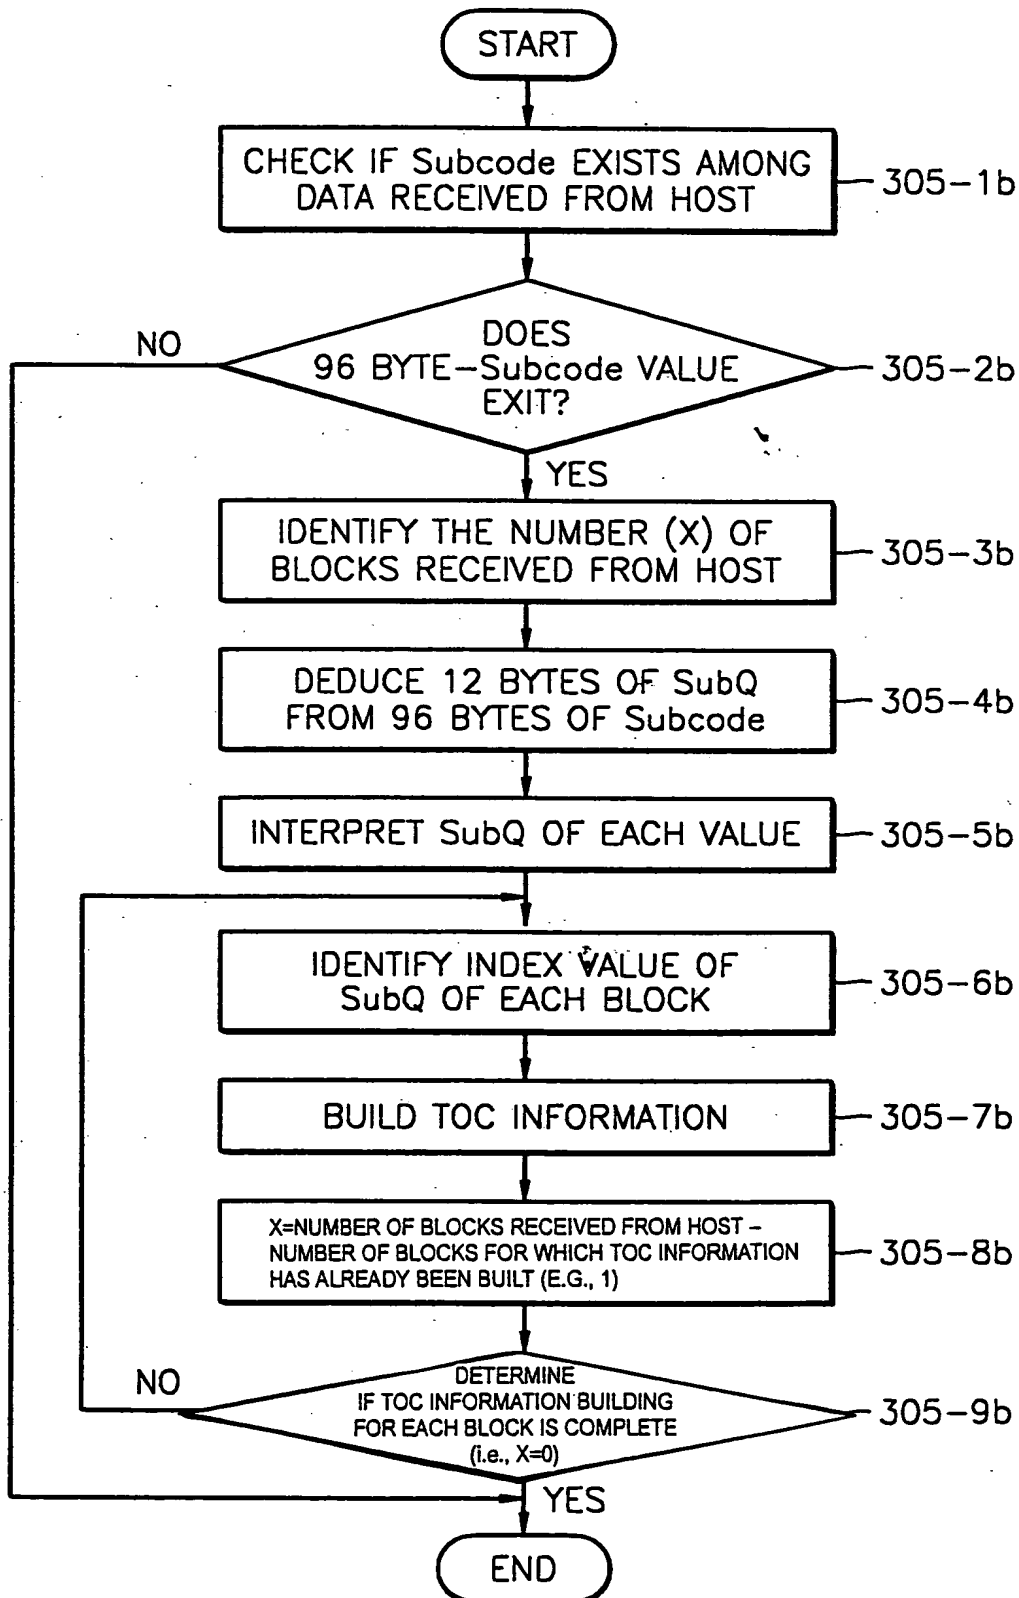 START
CHECK IF Subcode EXISTS AMONG
DATA RECEIVED FROM HOST
305-1b
DOES
96 BYTE-Subcode VALUE
EXIT?
305-2b
NO
YES
IDENTIFY THE NUMBER (X) OF
BLOCKS RECEIVED FROM HOST
305-3b
DEDUCE 12 BYTES OF SubQ
FROM 96 BYTES OF Subcode
305-4b
INTERPRET SubQ OF EACH VALUE
305-5b
IDENTIFY INDEX VALUE OF
SubQ OF EACH BLOCK
305-6b
BUILD TOC INFORMATION
305-7b
X=NUMBER OF BLOCKS RECEIVED FROM HOST –
NUMBER OF BLOCKS FOR WHICH TOC INFORMATION
HAS ALREADY BEEN BUILT (E.G., 1)
305-8b
NO
DETERMINE
IF TOC INFORMATION BUILDING
FOR EACH BLOCK IS COMPLETE
(i.e., X=0)
305-9b
YES
END